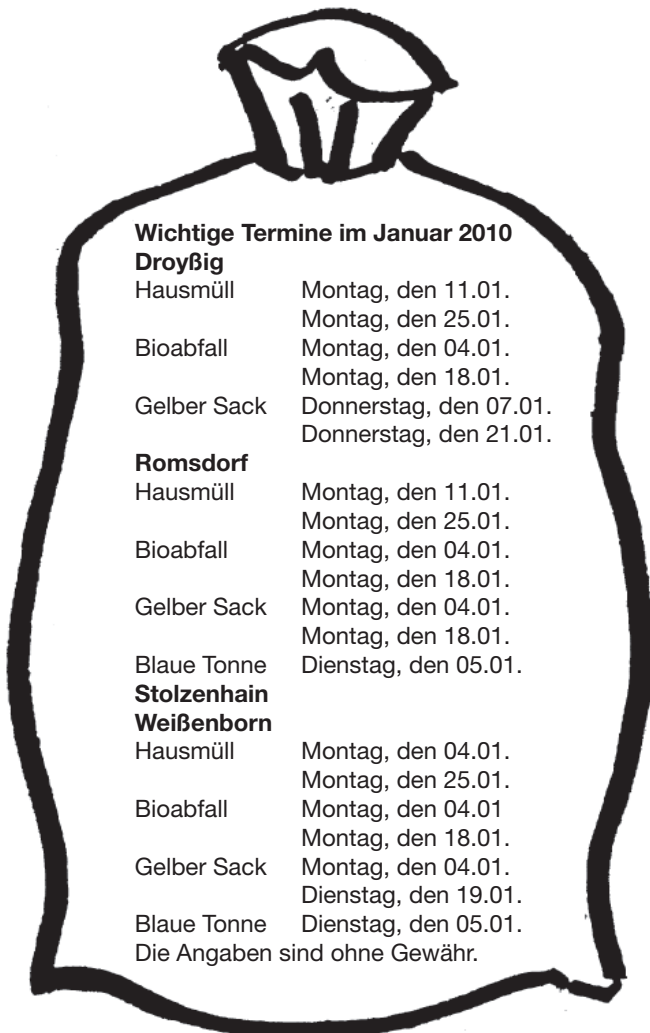 Wichtige Termine im Januar 2010
Droyßig
Hausmüll Montag, den 11.01.
Montag, den 25.01.
Bioabfall Montag, den 04.01.
Montag, den 18.01.
Gelber Sack Donnerstag, den 07.01.
Donnerstag, den 21.01.
Romsdorf
Hausmüll Montag, den 11.01.
Montag, den 25.01.
Bioabfall Montag, den 04.01.
Montag, den 18.01.
Gelber Sack Montag, den 04.01.
Montag, den 18.01.
Blaue Tonne Dienstag, den 05.01.
Stolzenhain
Weißenborn
Hausmüll Montag, den 04.01.
Montag, den 25.01.
Bioabfall Montag, den 04.01
Montag, den 18.01.
Gelber Sack Montag, den 04.01.
Dienstag, den 19.01.
Blaue Tonne Dienstag, den 05.01.
Die Angaben sind ohne Gewähr.